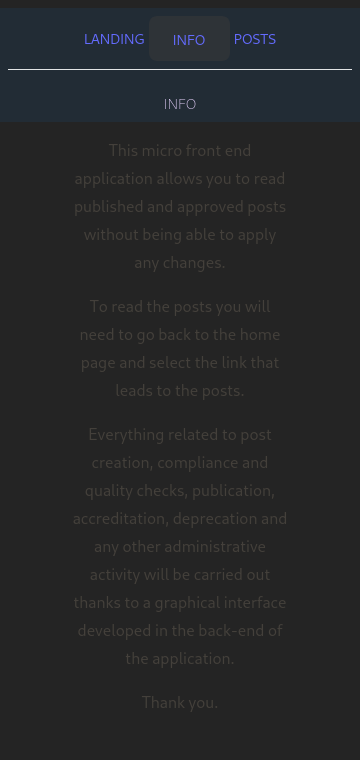 LANDING INFO POSTS
INFO
This micro front end
application allows you to read
published and approved posts
without being able to apply
any changes.
To read the posts you will
need to go back to the home
page and select the link that
leads to the posts.
Everything related to post
creation, compliance and
quality checks, publication,
accreditation, deprecation and
any other administrative
activity will be carried out
thanks to a graphical interface
developed in the back-end of
the application.
Thank you.